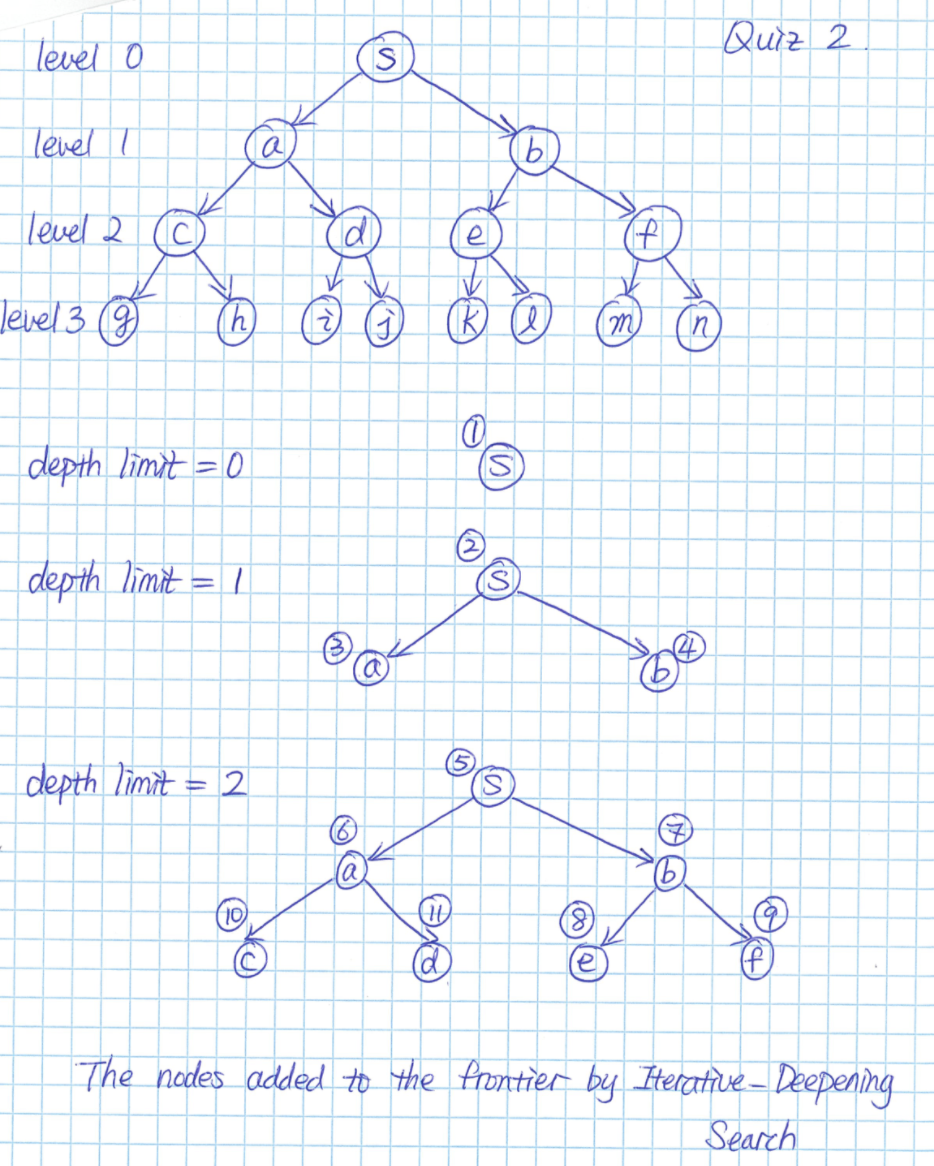 Quiz 2.
level 0 S
level 1 a b
level 2 c d e f
level 3 g h i j k l m n
①
depth limit = 0 S
②
depth limit = 1 S
③ a b ④
⑤
depth limit = 2 S
⑥ ⑦
a b
⑩ ⑪ ⑧ ⑨
c d e f
The nodes added to the frontier by Iterative-Deepening
Search